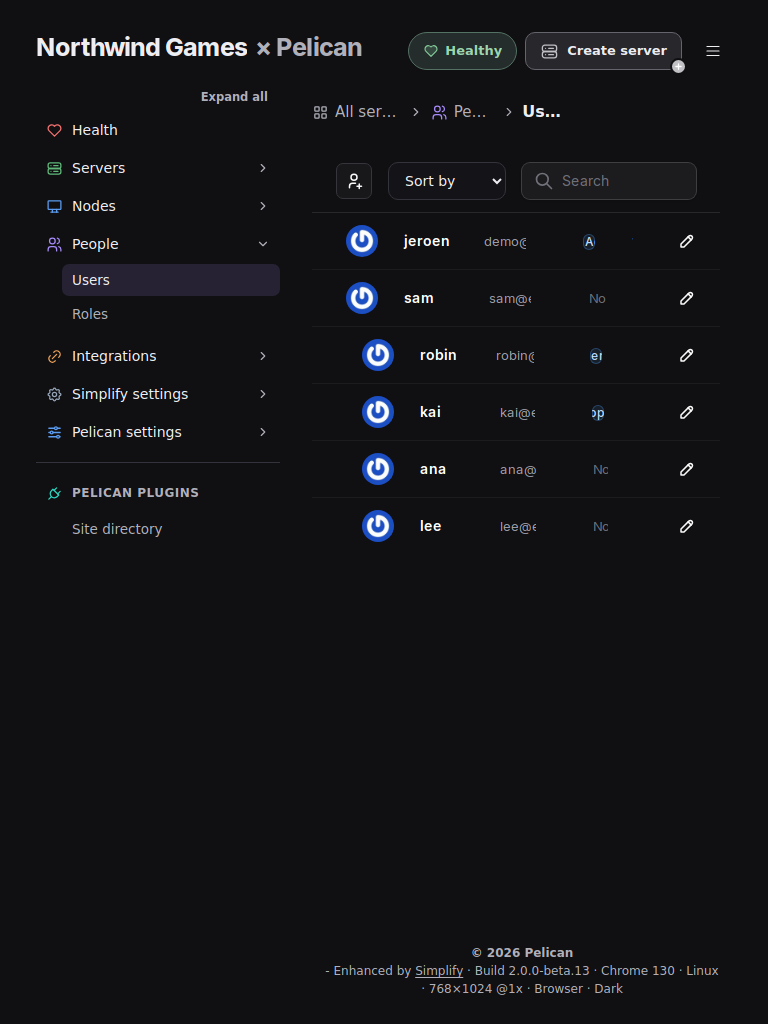 Northwind Games × Pelican
Healthy
Create server
Expand all
All ser…
Pe…
Us…
Health
Servers
Nodes
People
Users
Roles
Integrations
Simplify settings
Pelican settings
PELICAN PLUGINS
Site directory
Sort by
Search
jeroen demo@ A
sam sam@e No
robin robin@ er
kai kai@e op
ana ana@ No
lee lee@e No
© 2026 Pelican
- Enhanced by Simplify · Build 2.0.0-beta.13 · Chrome 130 · Linux
· 768×1024 @1x · Browser · Dark